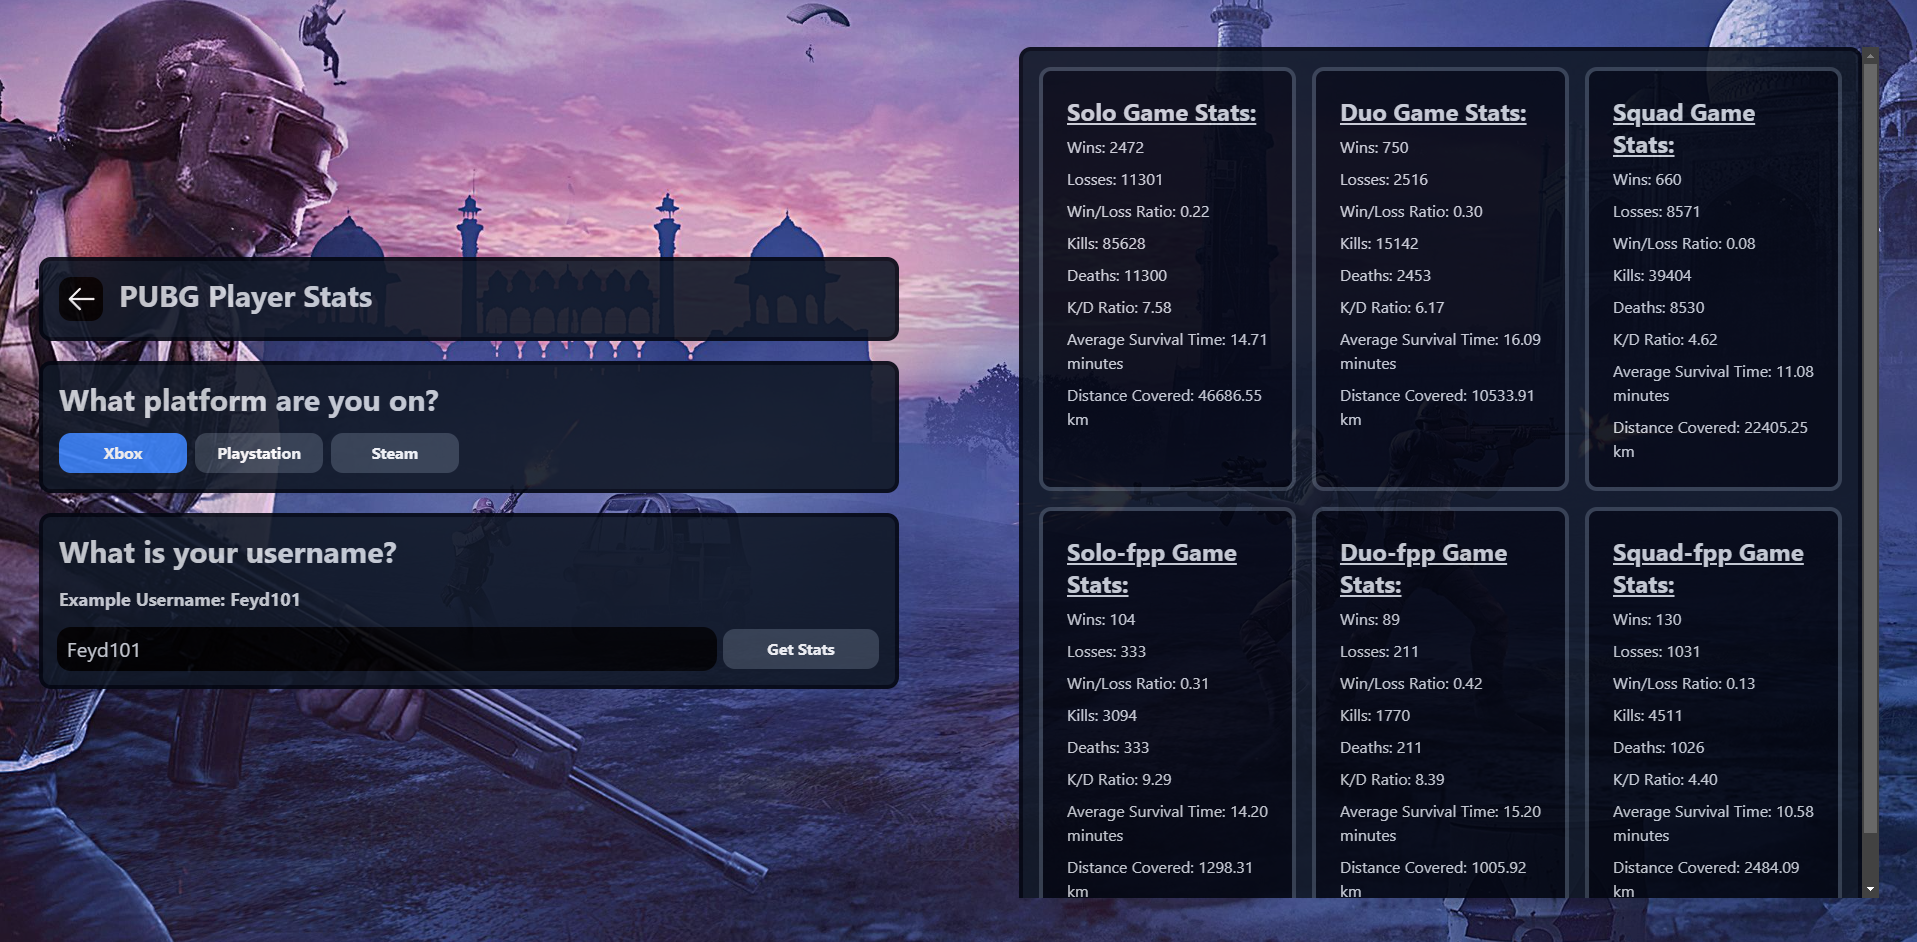 PUBG Player Stats
What platform are you on?
Xbox
Playstation
Steam
What is your username?
Example Username: Feyd101
Feyd101
Get Stats
Solo Game Stats:
Wins: 2472
Losses: 11301
Win/Loss Ratio: 0.22
Kills: 85628
Deaths: 11300
K/D Ratio: 7.58
Average Survival Time: 14.71
minutes
Distance Covered: 46686.55
km
Duo Game Stats:
Wins: 750
Losses: 2516
Win/Loss Ratio: 0.30
Kills: 15142
Deaths: 2453
K/D Ratio: 6.17
Average Survival Time: 16.09
minutes
Distance Covered: 10533.91
km
Squad Game
Stats:
Wins: 660
Losses: 8571
Win/Loss Ratio: 0.08
Kills: 39404
Deaths: 8530
K/D Ratio: 4.62
Average Survival Time: 11.08
minutes
Distance Covered: 22405.25
km
Solo-fpp Game
Stats:
Wins: 104
Losses: 333
Win/Loss Ratio: 0.31
Kills: 3094
Deaths: 333
K/D Ratio: 9.29
Average Survival Time: 14.20
minutes
Distance Covered: 1298.31
km
Duo-fpp Game
Stats:
Wins: 89
Losses: 211
Win/Loss Ratio: 0.42
Kills: 1770
Deaths: 211
K/D Ratio: 8.39
Average Survival Time: 15.20
minutes
Distance Covered: 1005.92
km
Squad-fpp Game
Stats:
Wins: 130
Losses: 1031
Win/Loss Ratio: 0.13
Kills: 4511
Deaths: 1026
K/D Ratio: 4.40
Average Survival Time: 10.58
minutes
Distance Covered: 2484.09
km